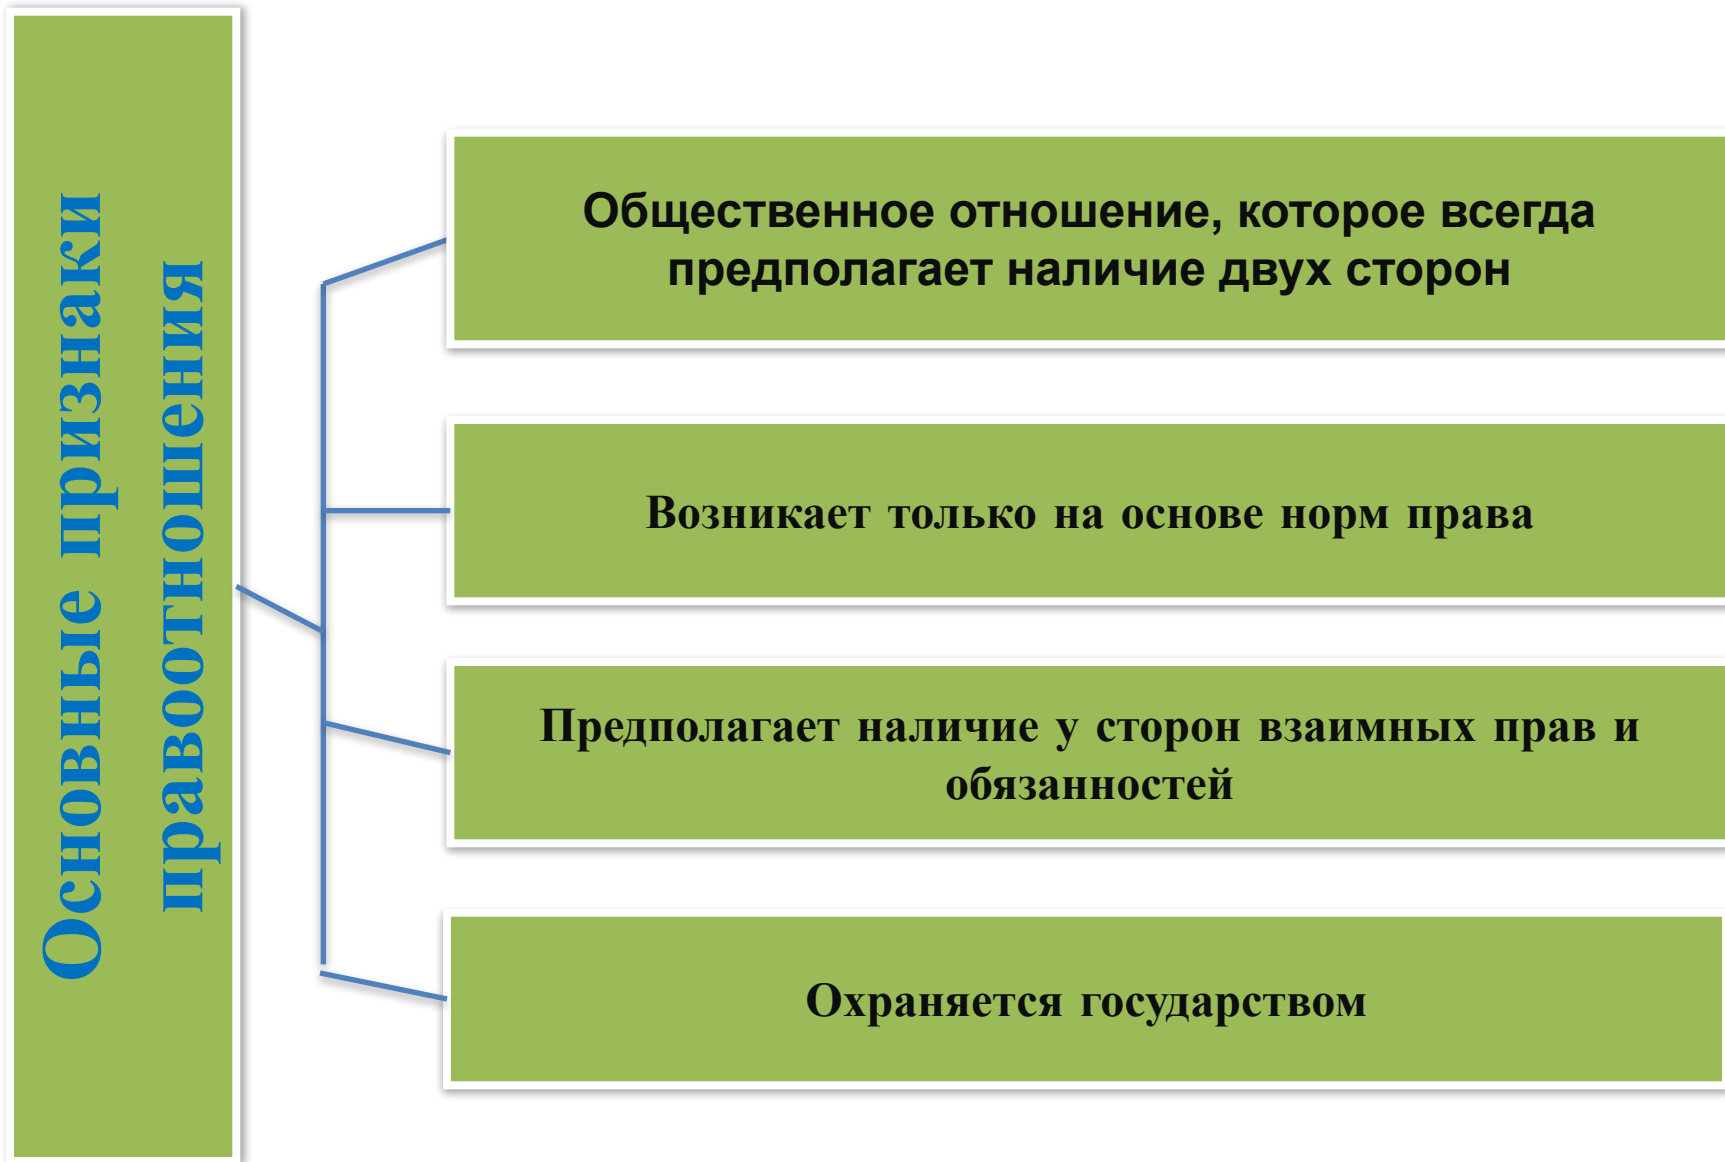 Основные признаки
правоотношения
Общественное отношение, которое всегда
предполагает наличие двух сторон
Возникает только на основе норм права
Предполагает наличие у сторон взаимных прав и
обязанностей
Охраняется государством